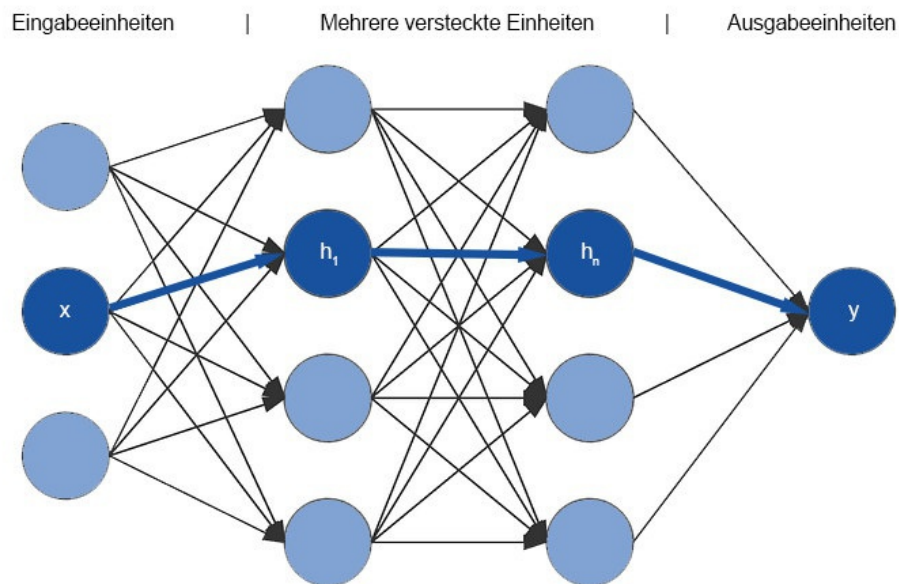 Eingabeeinheiten | Mehrere versteckte Einheiten | Ausgabeeinheiten
x
h₁
hₙ
y